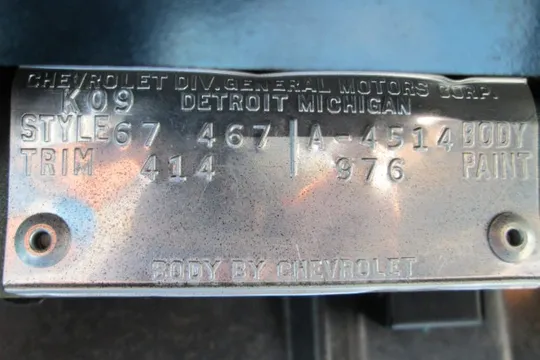 CHEVROLET DIV. GENERAL MOTORS CORP.
K09 DETROIT MICHIGAN
STYLE 67 467 A-4514 BODY
TRIM 414 976 PAINT
BODY BY CHEVROLET